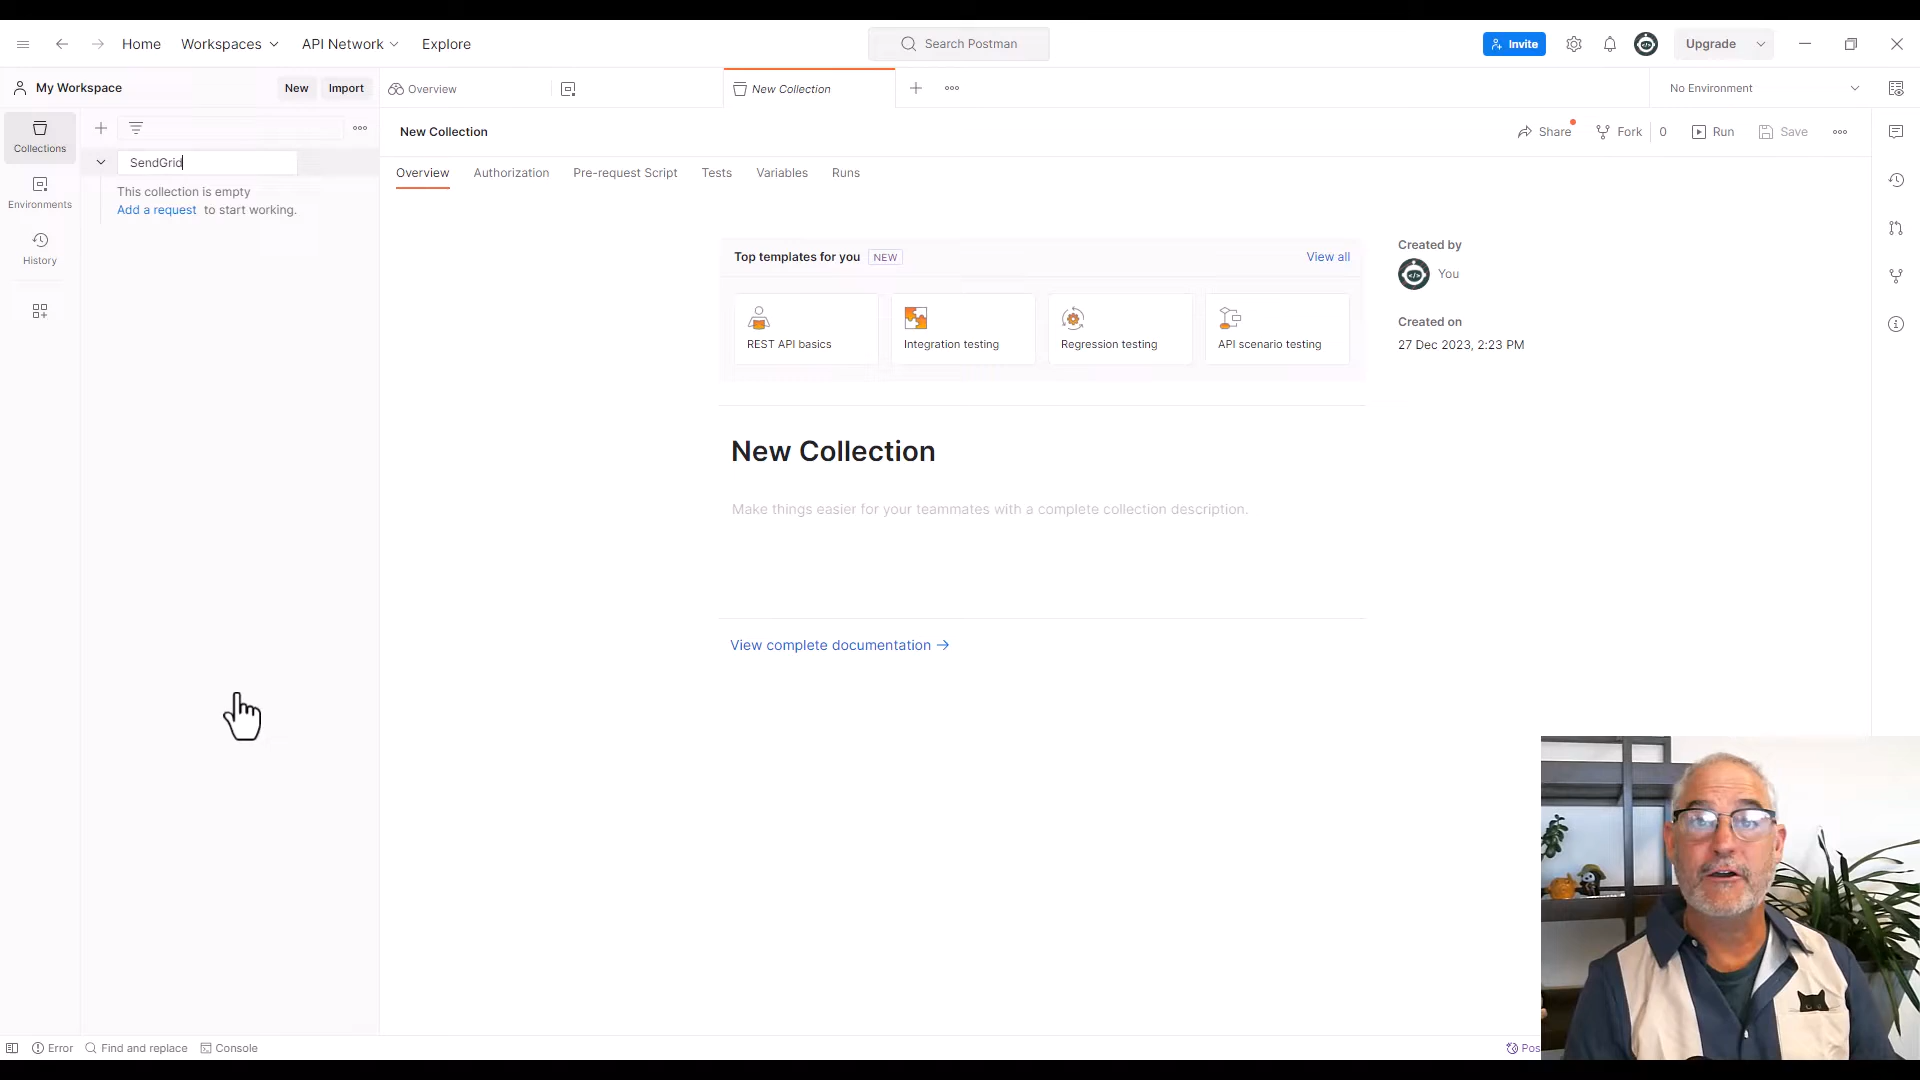 Home
Workspaces
API Network
Explore
Search Postman
Invite
Upgrade
My Workspace
New
Import
Overview
New Collection
No Environment
Collections
SendGrid
This collection is empty
Add a request to start working.
Environments
History
New Collection
Share
Fork
0
Run
Save
Overview
Authorization
Pre-request Script
Tests
Variables
Runs
Top templates for you
NEW
View all
REST API basics
Integration testing
Regression testing
API scenario testing
Created by
You
Created on
27 Dec 2023, 2:23 PM
New Collection
Make things easier for your teammates with a complete collection description.
View complete documentation →
Error
Find and replace
Console